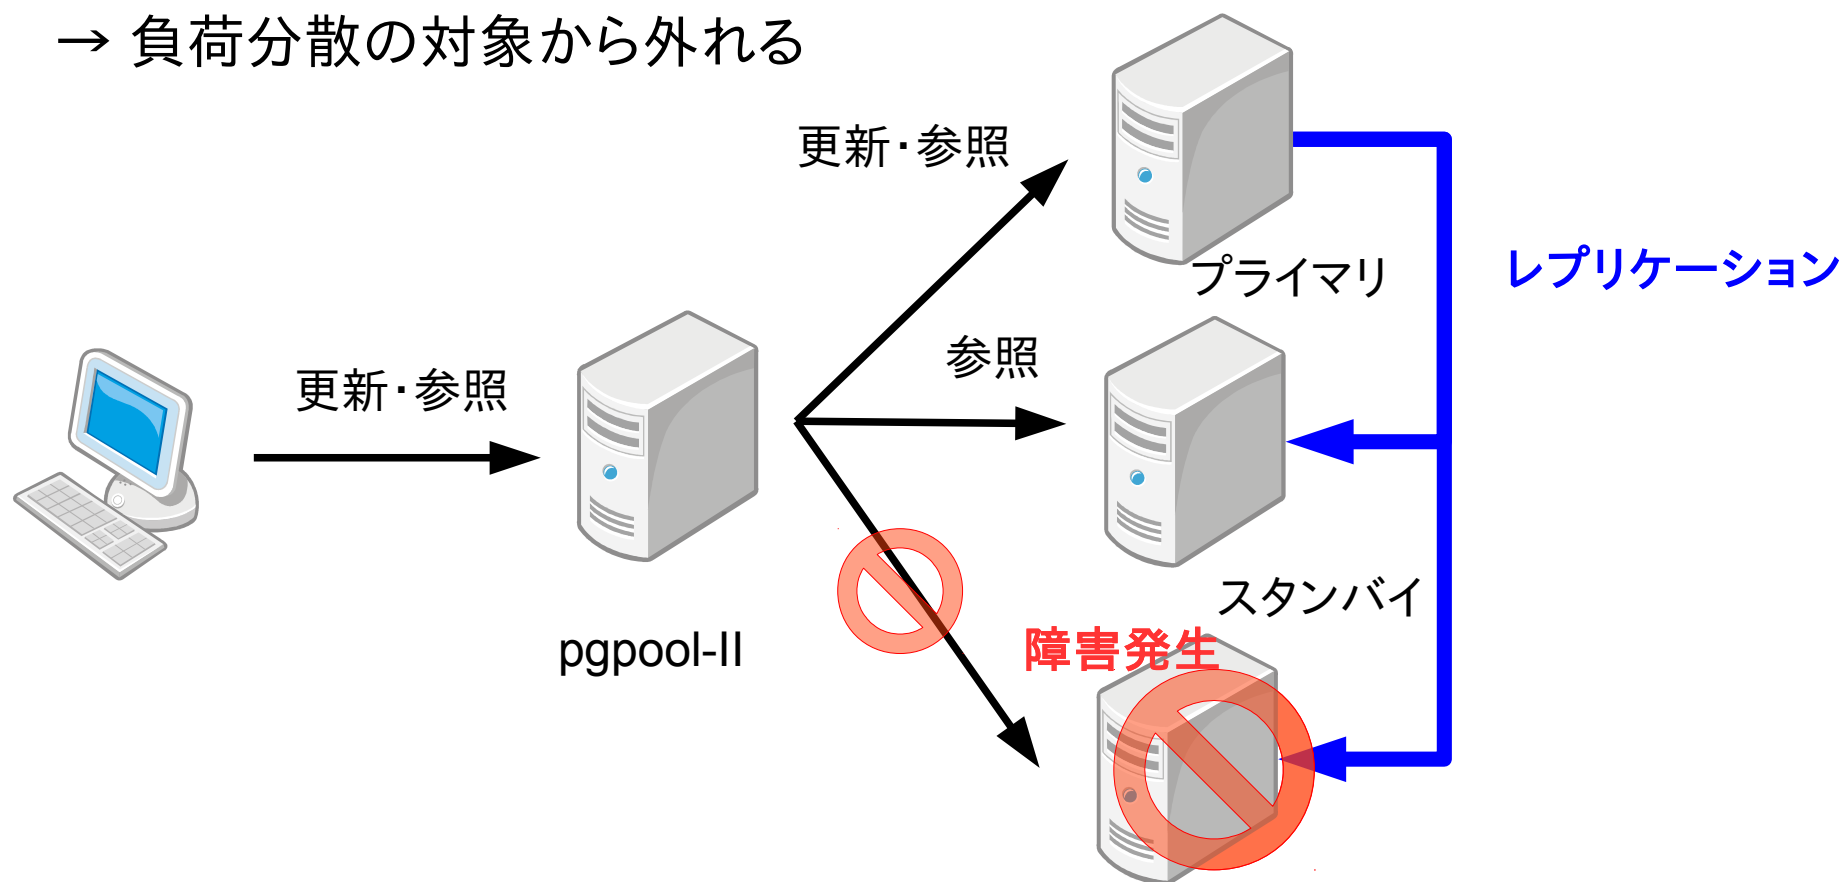 → 負荷分散の対象から外れる
更新・参照
プライマリ
レプリケーション
参照
更新・参照
スタンバイ
pgpool-II
障害発生